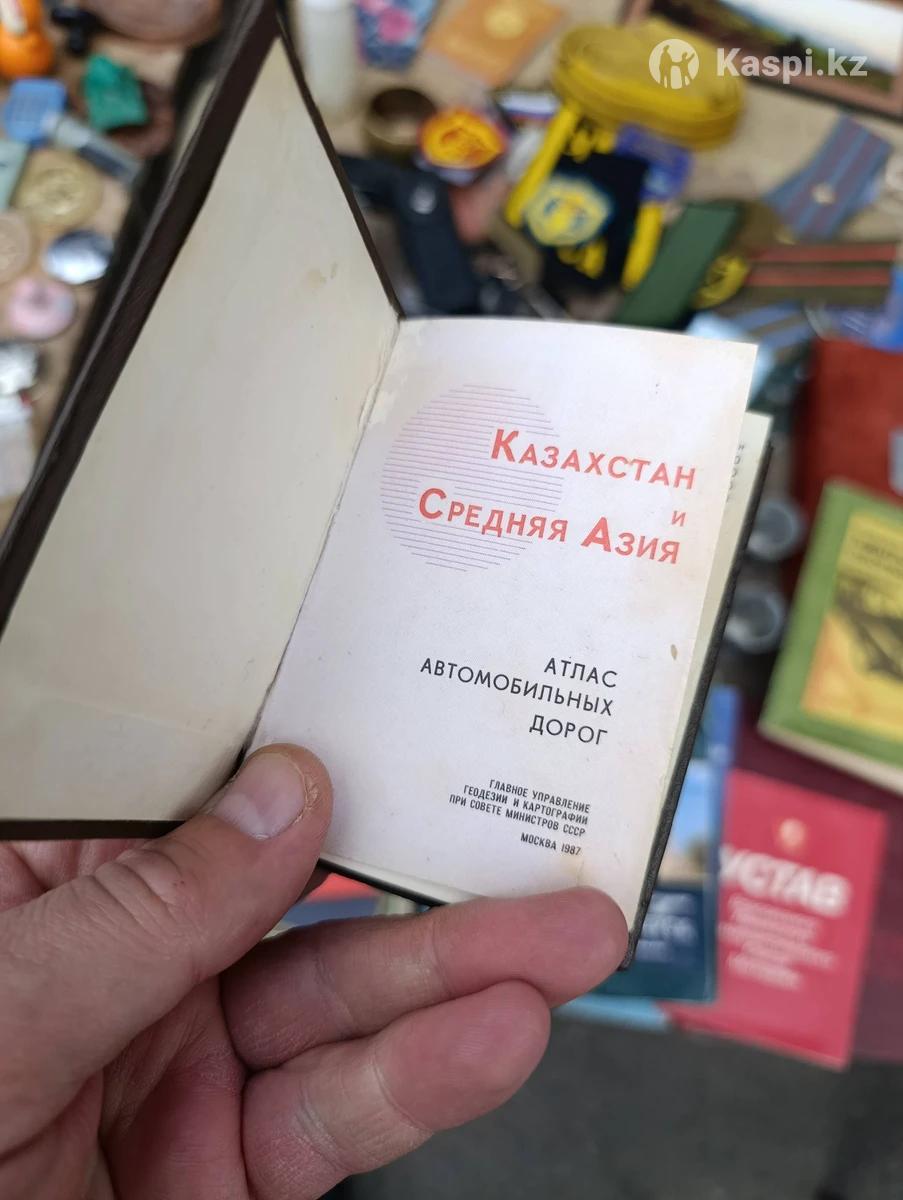 Kaspi.kz
Казахстан
и
Средняя Азия
АТЛАС
АВТОМОБИЛЬНЫХ
ДОРОГ
ГЛАВНОЕ УПРАВЛЕНИЕ
ГЕОДЕЗИИ И КАРТОГРАФИИ
ПРИ СОВЕТЕ МИНИСТРОВ СССР
МОСКВА 1987
УСТАВ